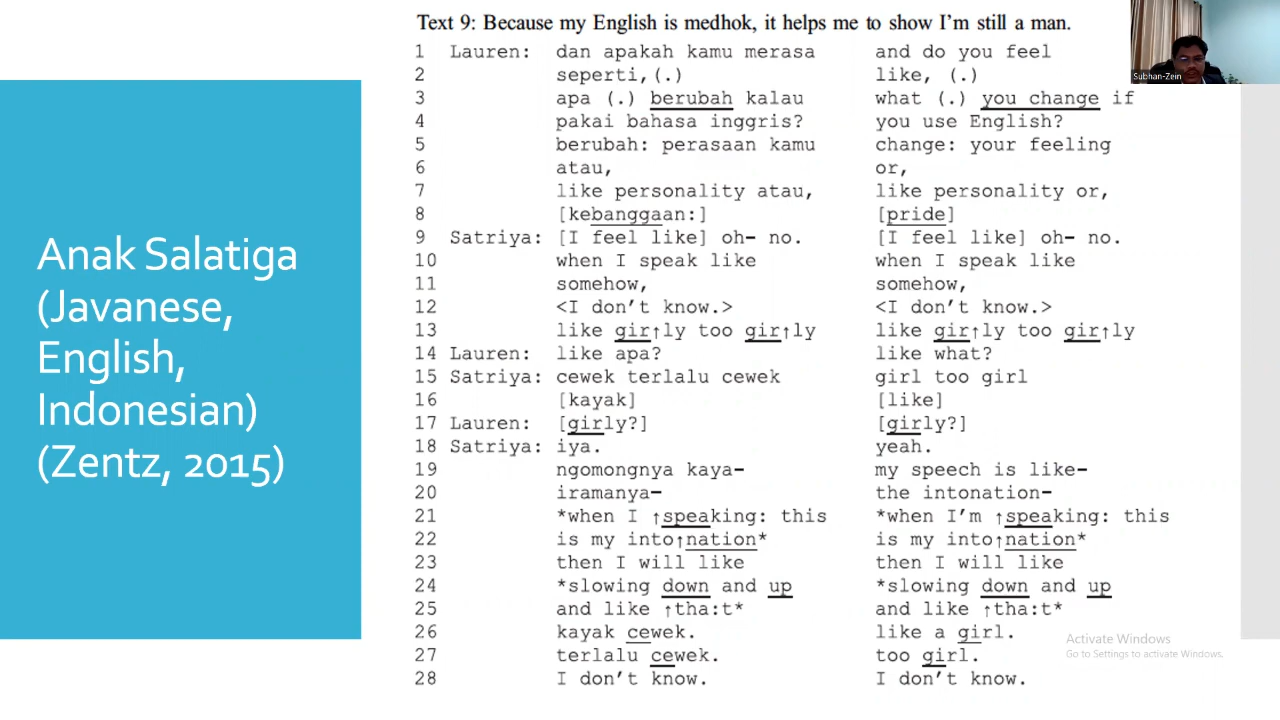 Text 9: Because my English is medhok, it helps me to show I'm still a man.
1 Lauren: dan apakah kamu merasa and do you feel
2 seperti, (.) like, (.)
3 apa (.) berubah kalau what (.) you change if
4 pakai bahasa inggris? you use English?
5 berubah: perasaan kamu change: your feeling
6 atau, or,
7 like personality atau, like personality or,
8 [kebanggaan:] [pride]
9 Satriya: [I feel like] oh- no. [I feel like] oh- no.
10 when I speak like when I speak like
11 somehow, somehow,
12 <I don't know.> <I don't know.>
13 like gir↑ly too gir↑ly like gir↑ly too gir↑ly
14 Lauren: like apa? like what?
15 Satriya: cewek terlalu cewek girl too girl
16 [kayak] [like]
17 Lauren: [girly?] [girly?]
18 Satriya: iya. yeah.
19 ngomongnya kaya- my speech is like-
20 iramanya- the intonation-
21 *when I ↑speaking: this *when I'm ↑speaking: this
22 is my into↑nation* is my into↑nation*
23 then I will like then I will like
24 *slowing down and up *slowing down and up
25 and like ↑tha:t* and like ↑tha:t*
26 kayak cewek. like a girl.
27 terlalu cewek. too girl.
28 I don't know. I don't know.
Anak Salatiga
(Javanese,
English,
Indonesian)
(Zentz, 2015)
Subhan-Zein
Activate Windows
Go to Settings to activate Windows.